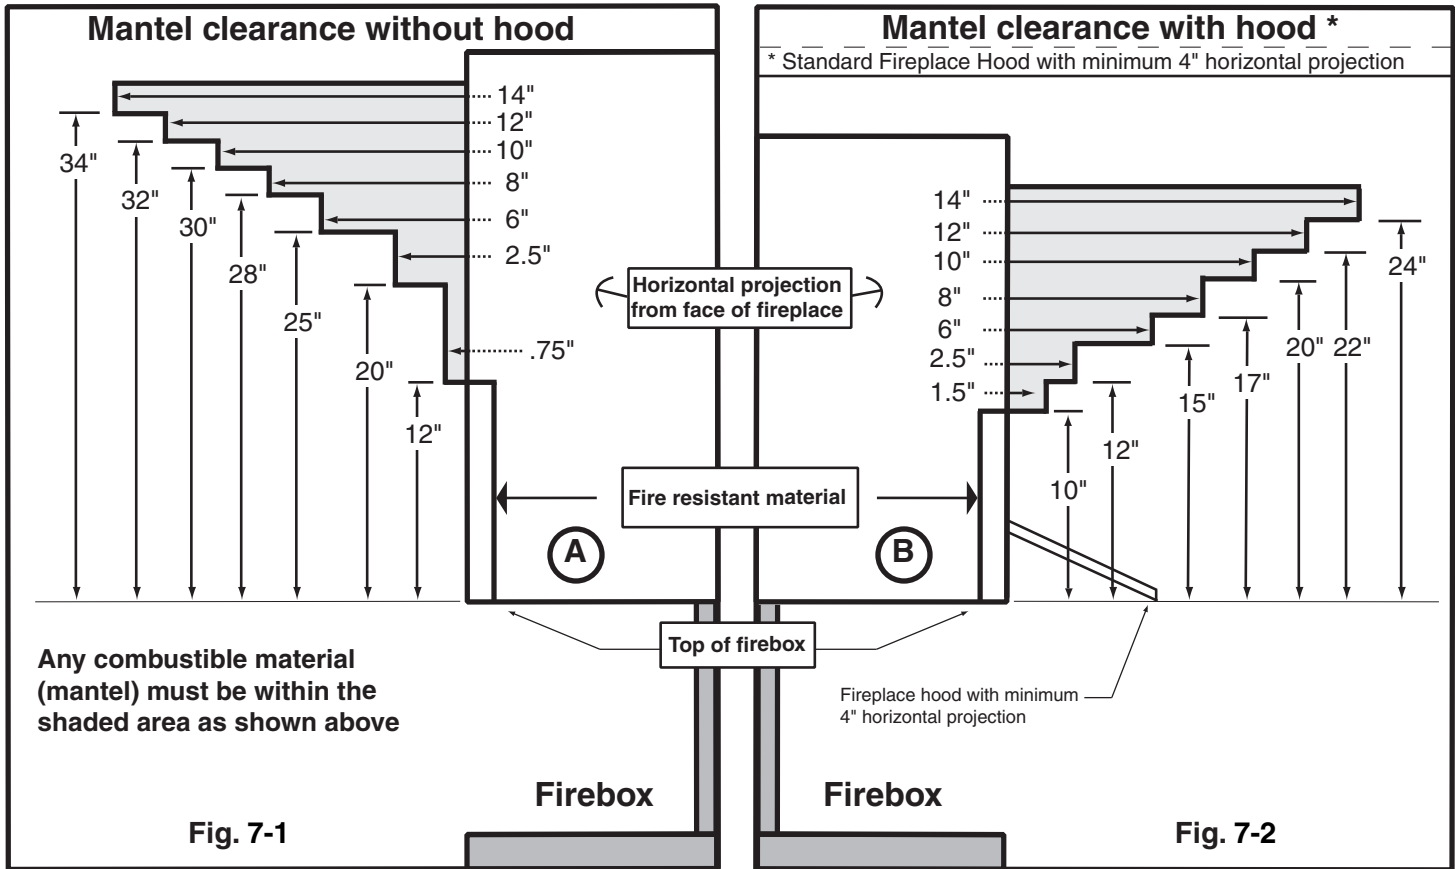 Mantel clearance without hood
14"
12"
10"
8"
6"
2.5"
.75"
34"
32"
30"
28"
25"
20"
12"
A
Any combustible material
(mantel) must be within the
shaded area as shown above
Firebox
Fig. 7-1
Horizontal projection
from face of fireplace
Fire resistant material
Top of firebox
Mantel clearance with hood *
* Standard Fireplace Hood with minimum 4" horizontal projection
14"
12"
10"
8"
6"
2.5"
1.5"
10"
12"
15"
17"
20"
22"
24"
B
Fireplace hood with minimum
4" horizontal projection
Firebox
Fig. 7-2